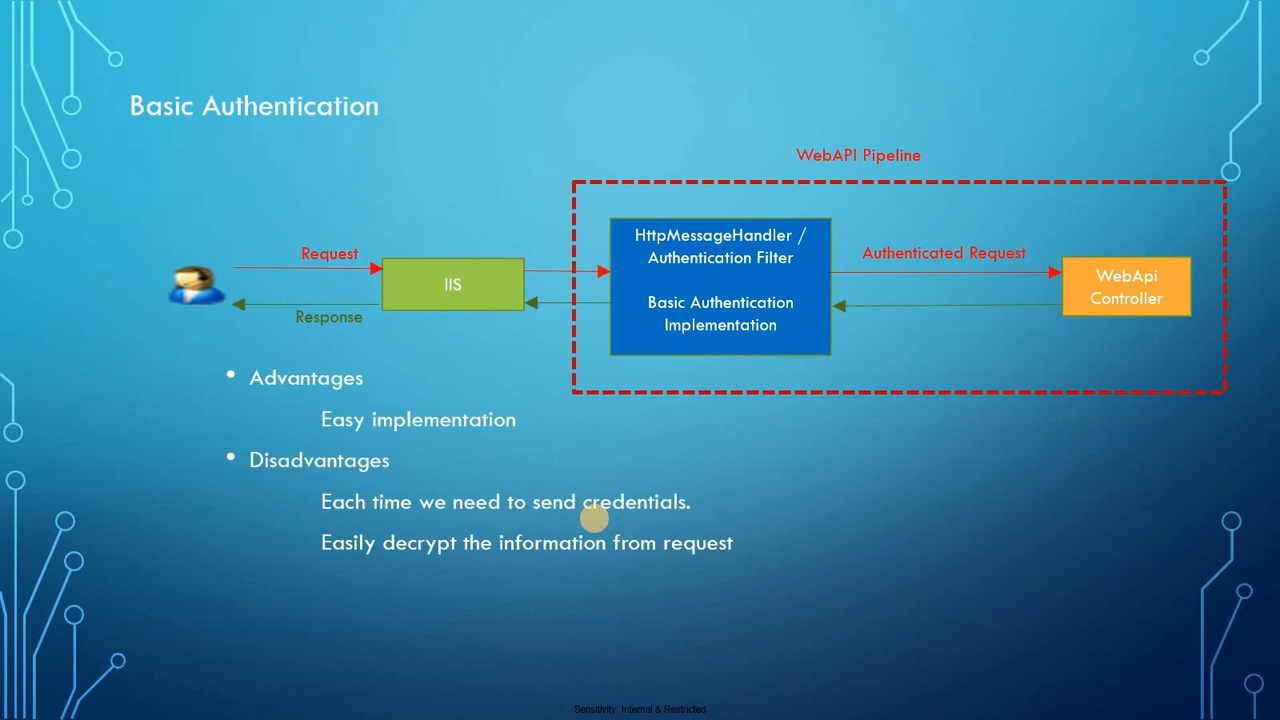 Basic Authentication
WebAPI Pipeline
Request
IIS
Response
HttpMessageHandler /
Authentication Filter
Basic Authentication
Implementation
Authenticated Request
WebApi
Controller
• Advantages
Easy implementation
• Disadvantages
Each time we need to send credentials.
Easily decrypt the information from request
Sensitivity: Internal & Restricted